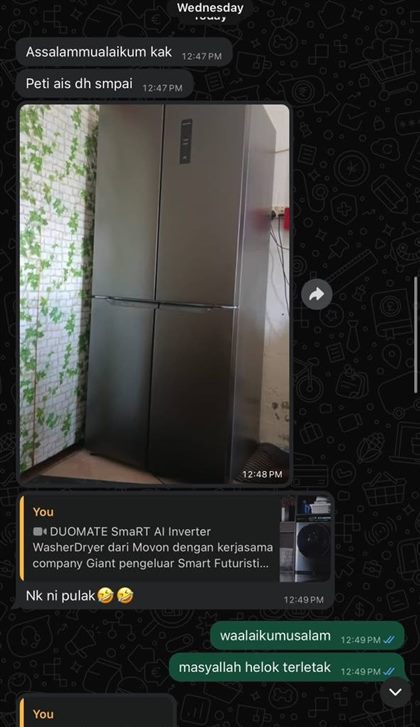 Wednesday
Today
Assalammualaikum kak 12:47 PM
Peti ais dh smpai 12:47 PM
12:48 PM
You
DUOMATE SmaRT AI Inverter
WasherDryer dari Movon dengan kerjasama
company Giant pengeluar Smart Futuristi...
Nk ni pulak🤣🤣 12:49 PM
waalaikumusalam 12:49 PM
masyallah helok terletak 12:49 PM
You